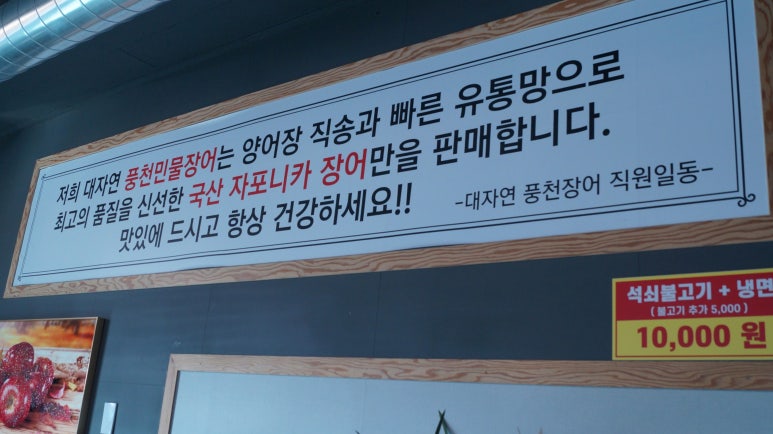 저희 대자연 풍천민물장어는 양어장 직송과 빠른 유통망으로
최고의 품질을 신선한 국산 자포니카 장어만을 판매합니다.
맛있에 드시고 항상 건강하세요!!
-대자연 풍천장어 직원일동-
석쇠불고기 + 냉면
( 불고기 추가 5,000 )
10,000 원